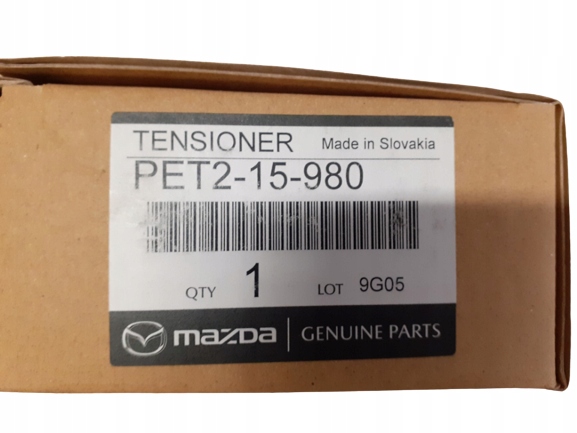 TENSIONER Made in Slovakia
PET2-15-980
QTY 1 LOT 9G05
mazda GENUINE PARTS